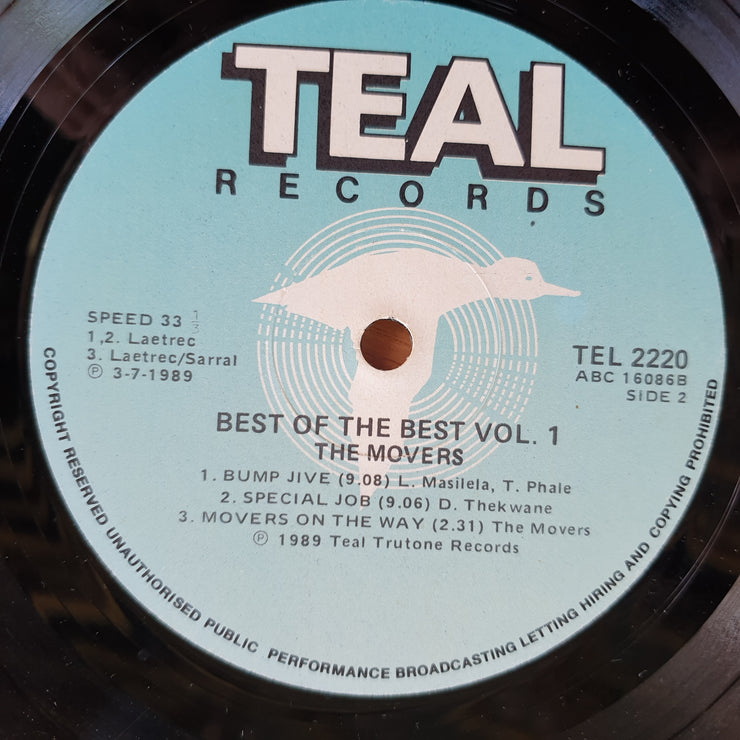 TEAL
RECORDS
SPEED 33 1/3
1,2. Laetrec
3. Laetrec/Sarral
Ⓟ 3-7-1989
TEL 2220
ABC 16086B
SIDE 2
BEST OF THE BEST VOL. 1
THE MOVERS
1. BUMP JIVE (9.08) L. Masilela, T. Phale
2. SPECIAL JOB (9.06) D. Thekwane
3. MOVERS ON THE WAY (2.31) The Movers
Ⓟ 1989 Teal Trutone Records
COPYRIGHT RESERVED UNAUTHORISED PUBLIC PERFORMANCE BROADCASTING LETTING HIRING AND COPYING PROHIBITED